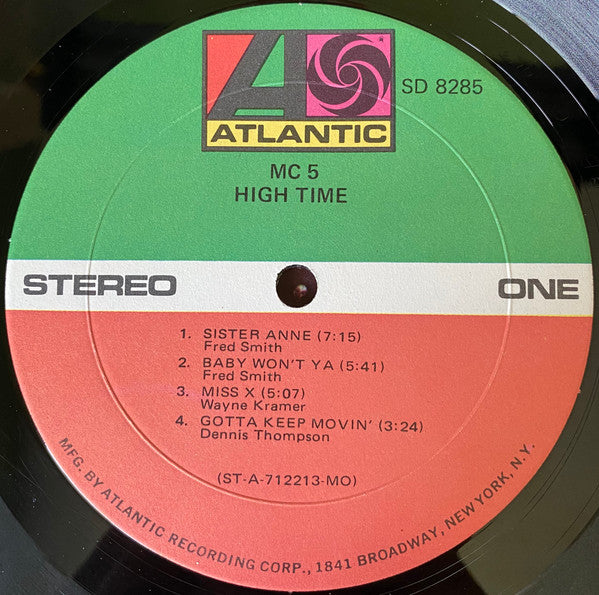 ATLANTIC
SD 8285
MC 5
HIGH TIME
STEREO
ONE
1. SISTER ANNE (7:15)
Fred Smith
2. BABY WON'T YA (5:41)
Fred Smith
3. MISS X (5:07)
Wayne Kramer
4. GOTTA KEEP MOVIN' (3:24)
Dennis Thompson
(ST-A-712213-MO)
MFG. BY ATLANTIC RECORDING CORP., 1841 BROADWAY, NEW YORK, N.Y.